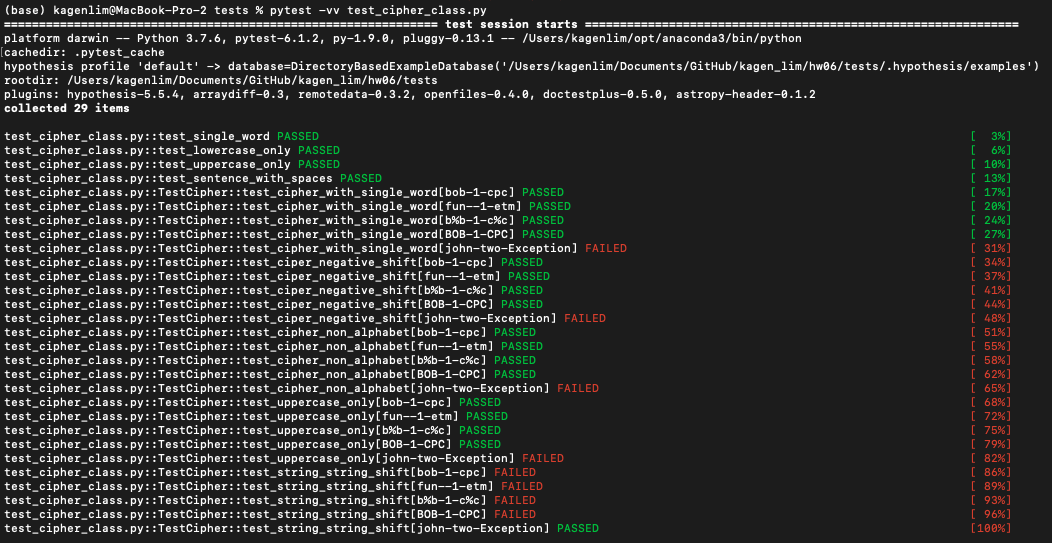 (base) kagenlim@MacBook-Pro-2 tests % pytest -vv test_cipher_class.py
============================================================== test session starts ==============================================================
platform darwin -- Python 3.7.6, pytest-6.1.2, py-1.9.0, pluggy-0.13.1 -- /Users/kagenlim/opt/anaconda3/bin/python
cachedir: .pytest_cache
hypothesis profile 'default' -> database=DirectoryBasedExampleDatabase('/Users/kagenlim/Documents/GitHub/kagen_lim/hw06/tests/.hypothesis/examples')
rootdir: /Users/kagenlim/Documents/GitHub/kagen_lim/hw06/tests
plugins: hypothesis-5.5.4, arraydiff-0.3, remotedata-0.3.2, openfiles-0.4.0, doctestplus-0.5.0, astropy-header-0.1.2
collected 29 items
test_cipher_class.py::test_single_word PASSED [  3%]
test_cipher_class.py::test_lowercase_only PASSED [  6%]
test_cipher_class.py::test_uppercase_only PASSED [ 10%]
test_cipher_class.py::test_sentence_with_spaces PASSED [ 13%]
test_cipher_class.py::TestCipher::test_cipher_with_single_word[bob-1-cpc] PASSED [ 17%]
test_cipher_class.py::TestCipher::test_cipher_with_single_word[fun--1-etm] PASSED [ 20%]
test_cipher_class.py::TestCipher::test_cipher_with_single_word[b%b-1-c%c] PASSED [ 24%]
test_cipher_class.py::TestCipher::test_cipher_with_single_word[BOB-1-CPC] PASSED [ 27%]
test_cipher_class.py::TestCipher::test_cipher_with_single_word[john-two-Exception] FAILED [ 31%]
test_cipher_class.py::TestCipher::test_ciper_negative_shift[bob-1-cpc] PASSED [ 34%]
test_cipher_class.py::TestCipher::test_ciper_negative_shift[fun--1-etm] PASSED [ 37%]
test_cipher_class.py::TestCipher::test_ciper_negative_shift[b%b-1-c%c] PASSED [ 41%]
test_cipher_class.py::TestCipher::test_ciper_negative_shift[BOB-1-CPC] PASSED [ 44%]
test_cipher_class.py::TestCipher::test_ciper_negative_shift[john-two-Exception] FAILED [ 48%]
test_cipher_class.py::TestCipher::test_cipher_non_alphabet[bob-1-cpc] PASSED [ 51%]
test_cipher_class.py::TestCipher::test_cipher_non_alphabet[fun--1-etm] PASSED [ 55%]
test_cipher_class.py::TestCipher::test_cipher_non_alphabet[b%b-1-c%c] PASSED [ 58%]
test_cipher_class.py::TestCipher::test_cipher_non_alphabet[BOB-1-CPC] PASSED [ 62%]
test_cipher_class.py::TestCipher::test_cipher_non_alphabet[john-two-Exception] FAILED [ 65%]
test_cipher_class.py::TestCipher::test_uppercase_only[bob-1-cpc] PASSED [ 68%]
test_cipher_class.py::TestCipher::test_uppercase_only[fun--1-etm] PASSED [ 72%]
test_cipher_class.py::TestCipher::test_uppercase_only[b%b-1-c%c] PASSED [ 75%]
test_cipher_class.py::TestCipher::test_uppercase_only[BOB-1-CPC] PASSED [ 79%]
test_cipher_class.py::TestCipher::test_uppercase_only[john-two-Exception] FAILED [ 82%]
test_cipher_class.py::TestCipher::test_string_string_shift[bob-1-cpc] FAILED [ 86%]
test_cipher_class.py::TestCipher::test_string_string_shift[fun--1-etm] FAILED [ 89%]
test_cipher_class.py::TestCipher::test_string_string_shift[b%b-1-c%c] FAILED [ 93%]
test_cipher_class.py::TestCipher::test_string_string_shift[BOB-1-CPC] FAILED [ 96%]
test_cipher_class.py::TestCipher::test_string_string_shift[john-two-Exception] PASSED [100%]